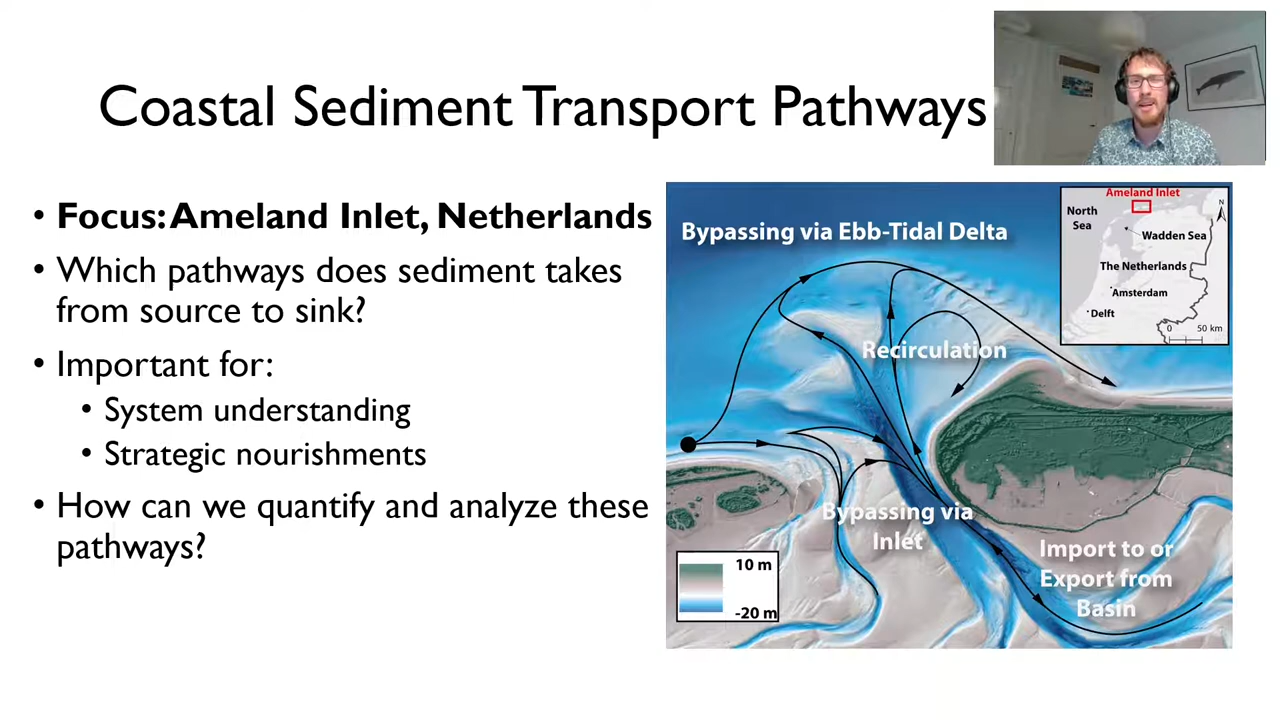 Coastal Sediment Transport Pathways
• Focus: Ameland Inlet, Netherlands
• Which pathways does sediment takes
from source to sink?
• Important for:
• System understanding
• Strategic nourishments
• How can we quantify and analyze these
pathways?
Bypassing via Ebb-Tidal Delta
Recirculation
Bypassing via
Inlet
Import to or
Export from
Basin
10 m
-20 m
Ameland Inlet
N
North
Sea
Wadden Sea
The Netherlands
Amsterdam
Delft
0 50 km